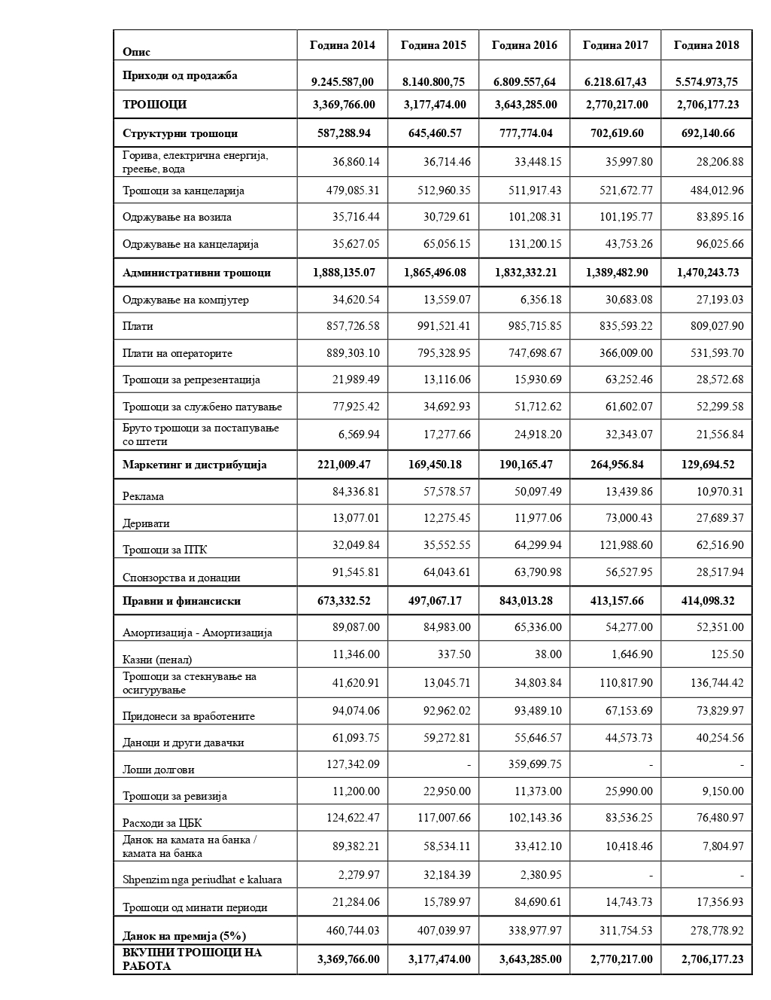 Опис Година 2014 Година 2015 Година 2016 Година 2017 Година 2018
Приходи од продажба 9.245.587,00 8.140.800,75 6.809.557,64 6.218.617,43 5.574.973,75
ТРОШОЦИ 3,369,766.00 3,177,474.00 3,643,285.00 2,770,217.00 2,706,177.23
Структурни трошоци 587,288.94 645,460.57 777,774.04 702,619.60 692,140.66
Горива, електрична енергија,
греење, вода 36,860.14 36,714.46 33,448.15 35,997.80 28,206.88
Трошоци за канцеларија 479,085.31 512,960.35 511,917.43 521,672.77 484,012.96
Одржување на возила 35,716.44 30,729.61 101,208.31 101,195.77 83,895.16
Одржување на канцеларија 35,627.05 65,056.15 131,200.15 43,753.26 96,025.66
Административни трошоци 1,888,135.07 1,865,496.08 1,832,332.21 1,389,482.90 1,470,243.73
Одржување на компјутер 34,620.54 13,559.07 6,356.18 30,683.08 27,193.03
Плати 857,726.58 991,521.41 985,715.85 835,593.22 809,027.90
Плати на операторите 889,303.10 795,328.95 747,698.67 366,009.00 531,593.70
Трошоци за репрезентација 21,989.49 13,116.06 15,930.69 63,252.46 28,572.68
Трошоци за службено патување 77,925.42 34,692.93 51,712.62 61,602.07 52,299.58
Бруто трошоци за постапување
со штети 6,569.94 17,277.66 24,918.20 32,343.07 21,556.84
Маркетинг и дистрибуција 221,009.47 169,450.18 190,165.47 264,956.84 129,694.52
Реклама 84,336.81 57,578.57 50,097.49 13,439.86 10,970.31
Деривати 13,077.01 12,275.45 11,977.06 73,000.43 27,689.37
Трошоци за ПТК 32,049.84 35,552.55 64,299.94 121,988.60 62,516.90
Спонзорства и донации 91,545.81 64,043.61 63,790.98 56,527.95 28,517.94
Правни и финансиски 673,332.52 497,067.17 843,013.28 413,157.66 414,098.32
Амортизација - Амортизација 89,087.00 84,983.00 65,336.00 54,277.00 52,351.00
Казни (пенал) 11,346.00 337.50 38.00 1,646.90 125.50
Трошоци за стекнување на
осигурување 41,620.91 13,045.71 34,803.84 110,817.90 136,744.42
Придонеси за вработените 94,074.06 92,962.02 93,489.10 67,153.69 73,829.97
Даноци и други давачки 61,093.75 59,272.81 55,646.57 44,573.73 40,254.56
Лоши долгови 127,342.09 - 359,699.75 - -
Трошоци за ревизија 11,200.00 22,950.00 11,373.00 25,990.00 9,150.00
Расходи за ЦБК 124,622.47 117,007.66 102,143.36 83,536.25 76,480.97
Данок на камата на банка /
камата на банка 89,382.21 58,534.11 33,412.10 10,418.46 7,804.97
Shpenzim nga periudhat e kaluara 2,279.97 32,184.39 2,380.95 - -
Трошоци од минати периоди 21,284.06 15,789.97 84,690.61 14,743.73 17,356.93
Данок на премија (5%) 460,744.03 407,039.97 338,977.97 311,754.53 278,778.92
ВКУПНИ ТРОШОЦИ НА
РАБОТА 3,369,766.00 3,177,474.00 3,643,285.00 2,770,217.00 2,706,177.23